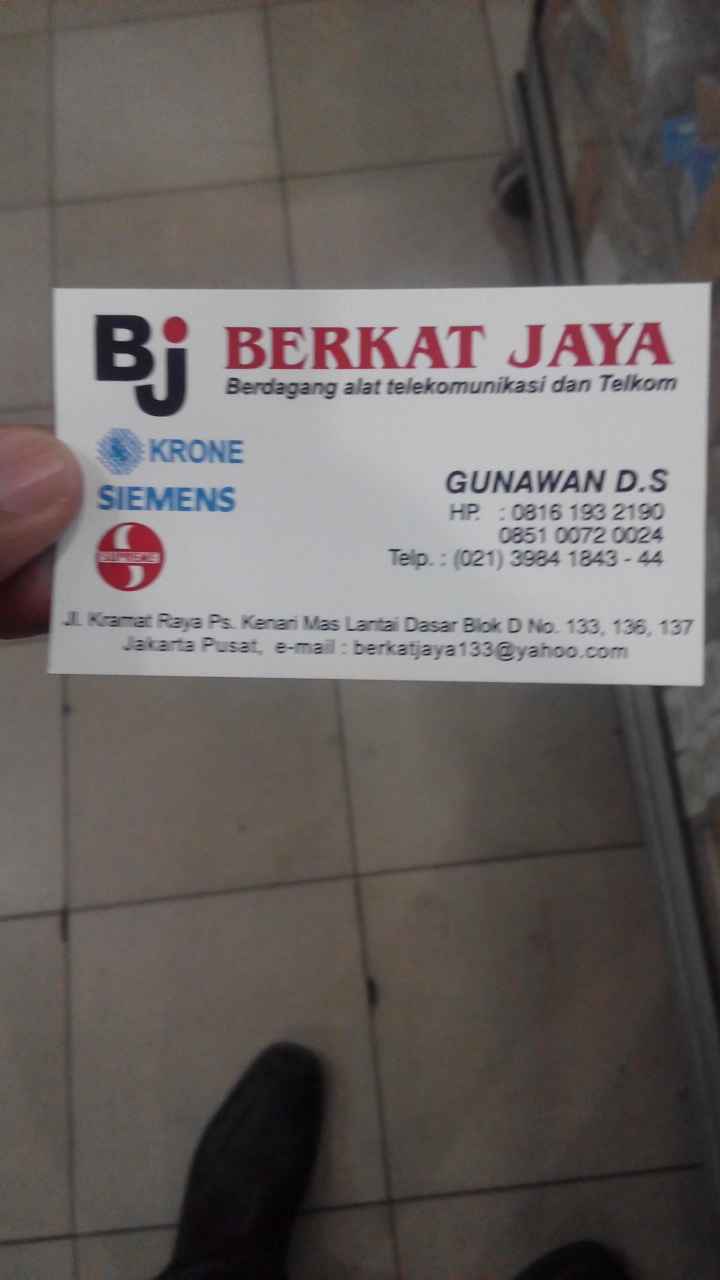 BJ BERKAT JAYA
Berdagang alat telekomunikasi dan Telkom
KRONE
SIEMENS
SUPREME
GUNAWAN D.S
HP. : 0816 193 2190
0851 0072 0024
Telp. : (021) 3984 1843 - 44
Jl. Kramat Raya Ps. Kenari Mas Lantai Dasar Blok D No. 133, 136, 137
Jakarta Pusat, e-mail : berkatjaya133@yahoo.com